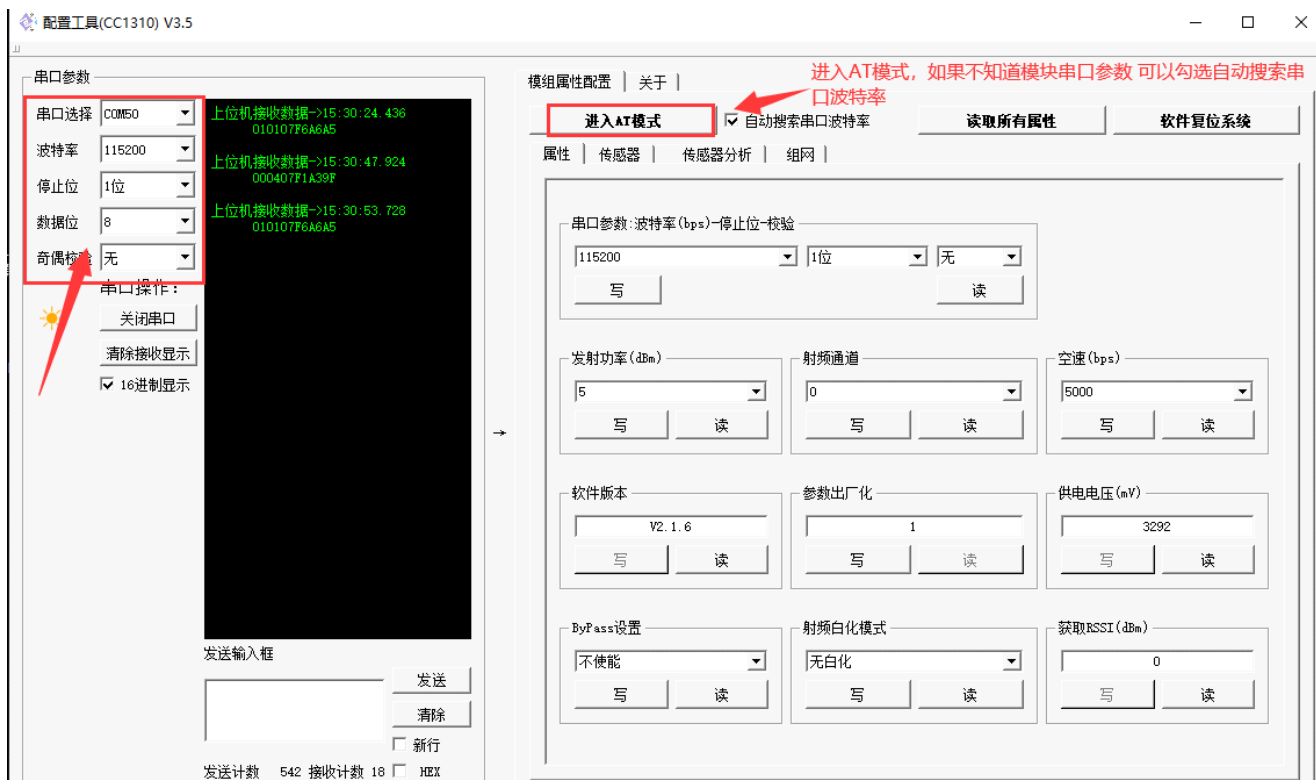 配置工具(CC1310) V3.5
串口参数
串口选择 COM50
波特率 115200
停止位 1位
数据位 8
奇偶校验 无
串口操作:
关闭串口
清除接收显示
16进制显示
上位机接收数据->15:30:24.436
010107F6A6A5
上位机接收数据->15:30:47.924
000407F1A39F
上位机接收数据->15:30:53.728
010107F6A6A5
发送输入框
发送
清除
新行
发送计数 542 接收计数 18 HEX
→
模组属性配置 关于
进入AT模式，如果不知道模块串口参数 可以勾选自动搜索串
口波特率
进入AT模式 自动搜索串口波特率 读取所有属性 软件复位系统
属性 传感器 传感器分析 组网
串口参数:波特率(bps)-停止位-校验
115200 1位 无
写 读
发射功率(dBm) 射频通道 空速(bps)
5 0 5000
写 读 写 读 写 读
软件版本 参数出厂化 供电电压(mV)
V2.1.6 1 3292
写 读 写 读 写 读
ByPass设置 射频白化模式 获取RSSI(dBm)
不使能 无白化 0
写 读 写 读 写 读